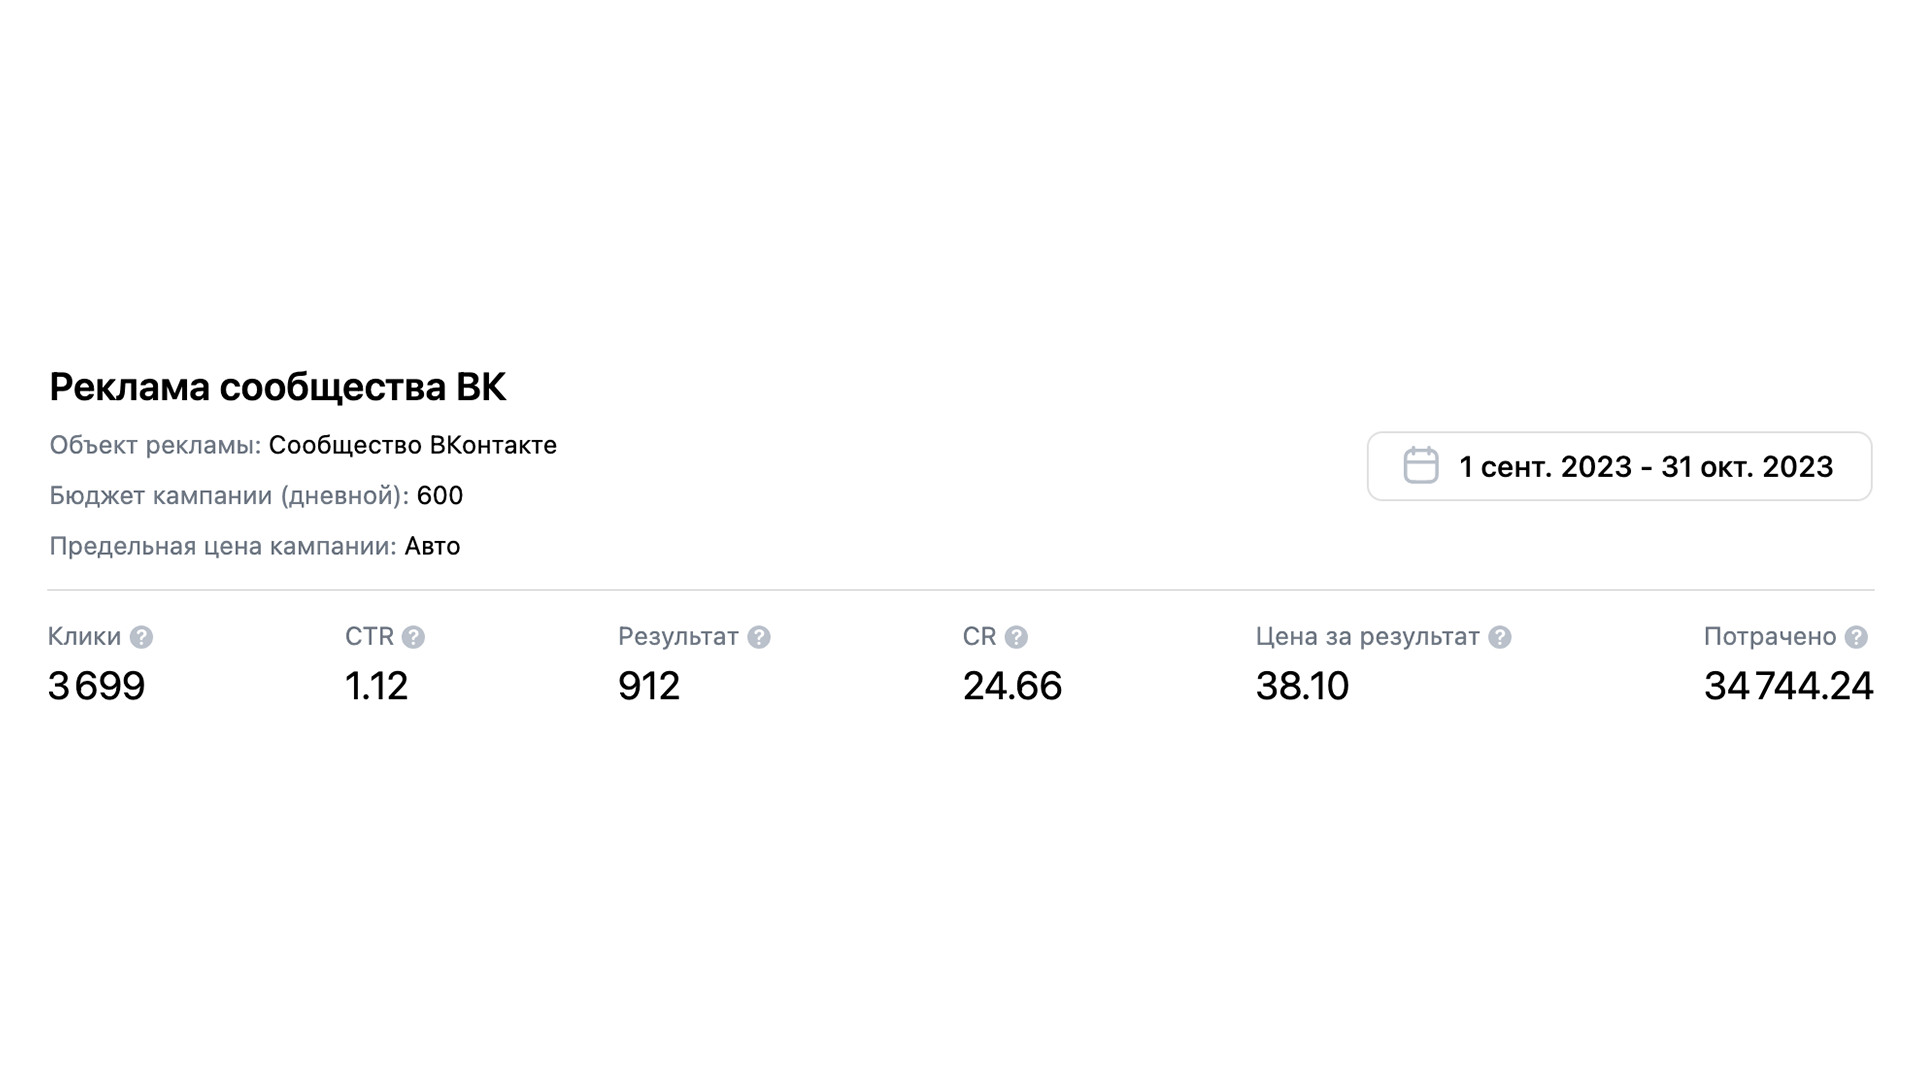 Реклама сообщества ВК
Объект рекламы: Сообщество ВКонтакте
Бюджет кампании (дневной): 600
Предельная цена кампании: Авто
1 сент. 2023 - 31 окт. 2023
Клики ? CTR ? Результат ? CR ? Цена за результат ? Потрачено ?
3 699 1.12 912 24.66 38.10 34 744.24